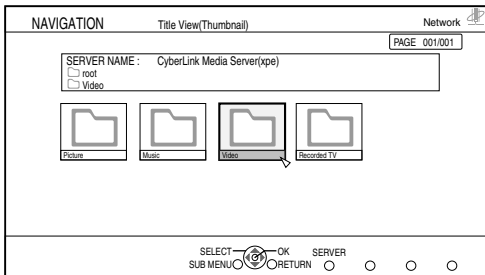 NAVIGATION Title View(Thumbnail) Network
PAGE 001/001
SERVER NAME : CyberLink Media Server(xpe)
root
Video
Picture Music Video Recorded TV
SELECT OK SERVER
SUB MENU RETURN